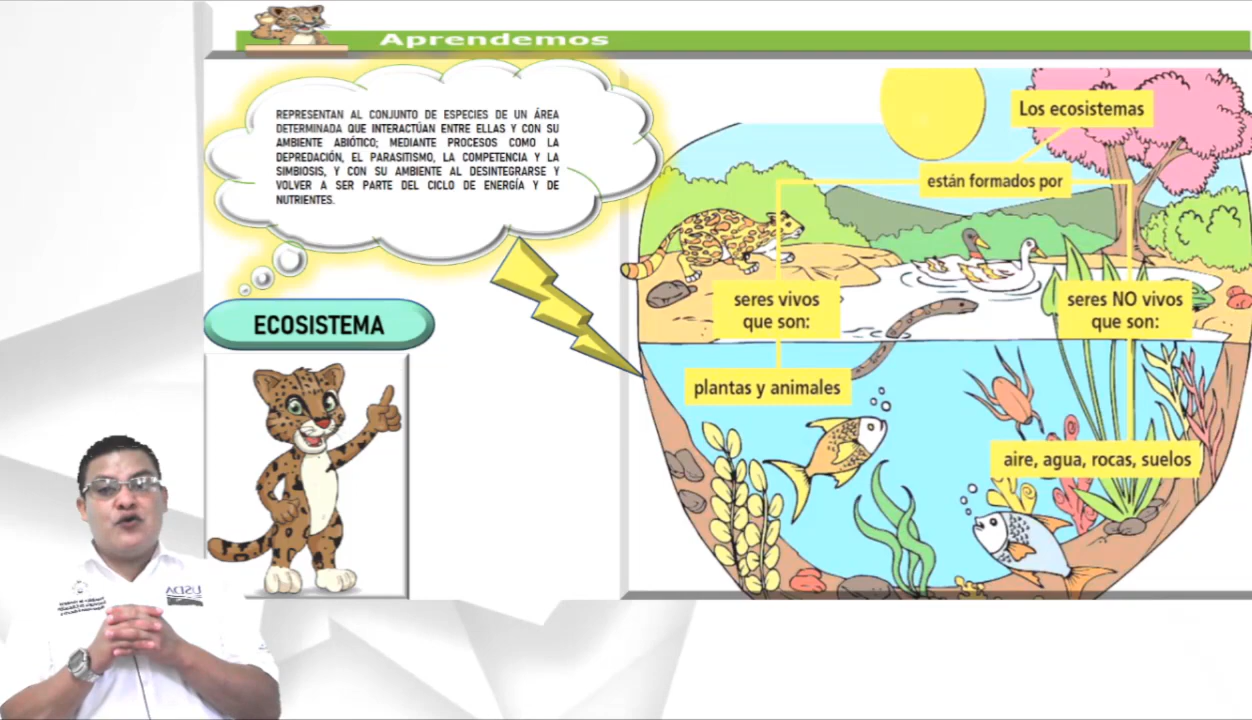 Aprendemos
REPRESENTAN AL CONJUNTO DE ESPECIES DE UN ÁREA
DETERMINADA QUE INTERACTÚAN ENTRE ELLAS Y CON SU
AMBIENTE ABIÓTICO; MEDIANTE PROCESOS COMO LA
DEPREDACIÓN, EL PARASITISMO, LA COMPETENCIA Y LA
SIMBIOSIS, Y CON SU AMBIENTE AL DESINTEGRARSE Y
VOLVER A SER PARTE DEL CICLO DE ENERGÍA Y DE
NUTRIENTES.
ECOSISTEMA
Los ecosistemas
están formados por
seres vivos
que son:
plantas y animales
seres NO vivos
que son:
aire, agua, rocas, suelos
USDA